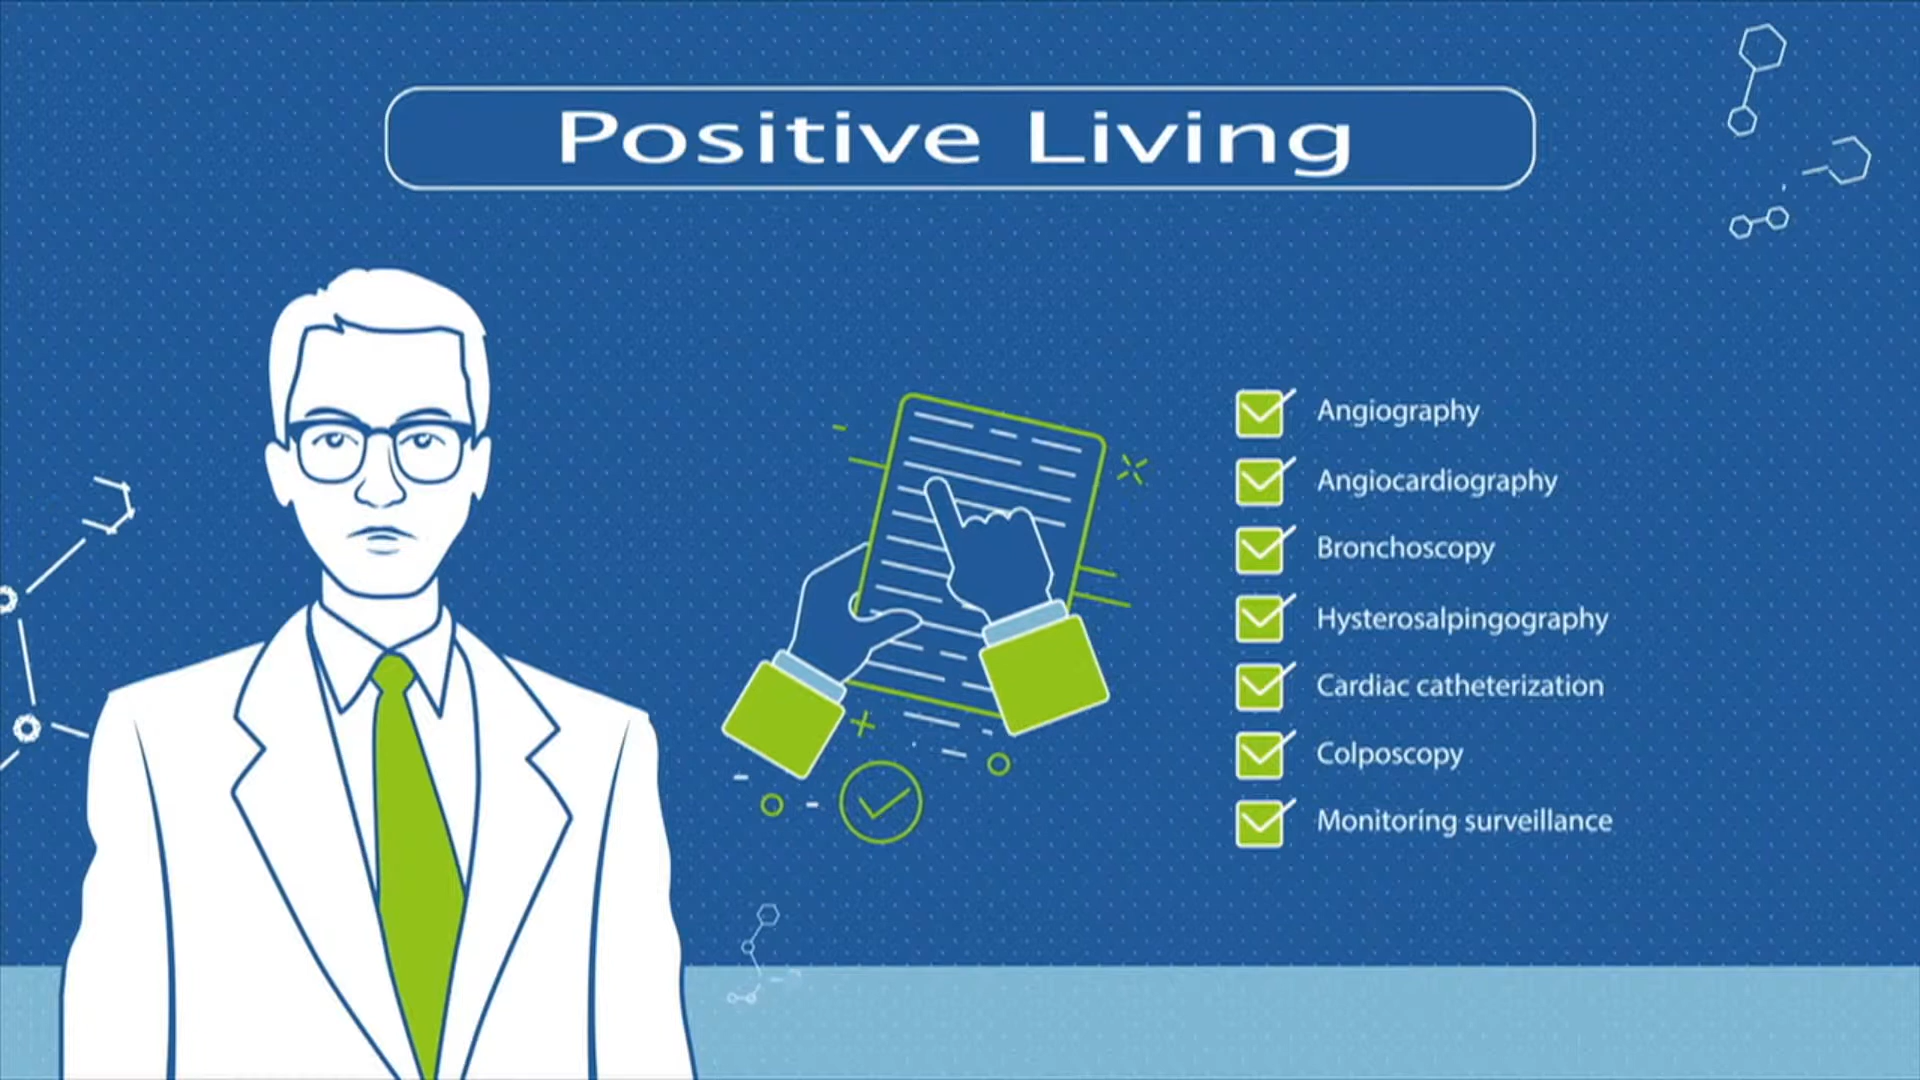 Positive Living
Angiography
Angiocardiography
Bronchoscopy
Hysterosalpingography
Cardiac catheterization
Colposcopy
Monitoring surveillance